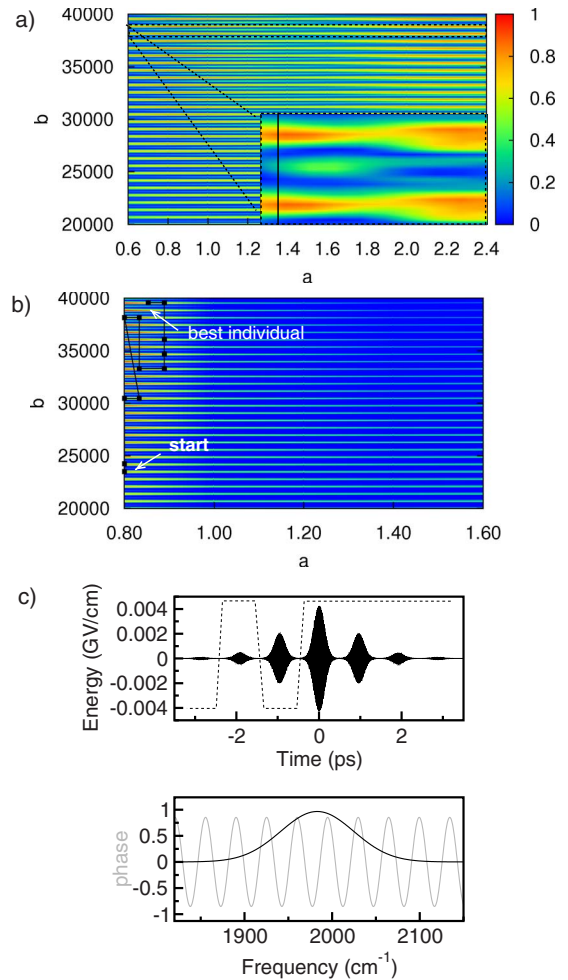 a)
1
40000
0.8
35000
b
0.6
30000
0.4
25000
0.2
20000
0
0.6 0.8 1.0 1.2 1.4 1.6 1.8 2.0 2.2 2.4
a
b)
40000
best individual
35000
b
30000
start
25000
20000
0.80 1.00 1.20 1.40 1.60
a
c)
Energy (GV/cm)
0.004
0.002
0
-0.002
-0.004
-2 0 2
Time (ps)
phase
1
0.5
0
-0.5
-1
1900 2000 2100
Frequency (cm⁻¹)